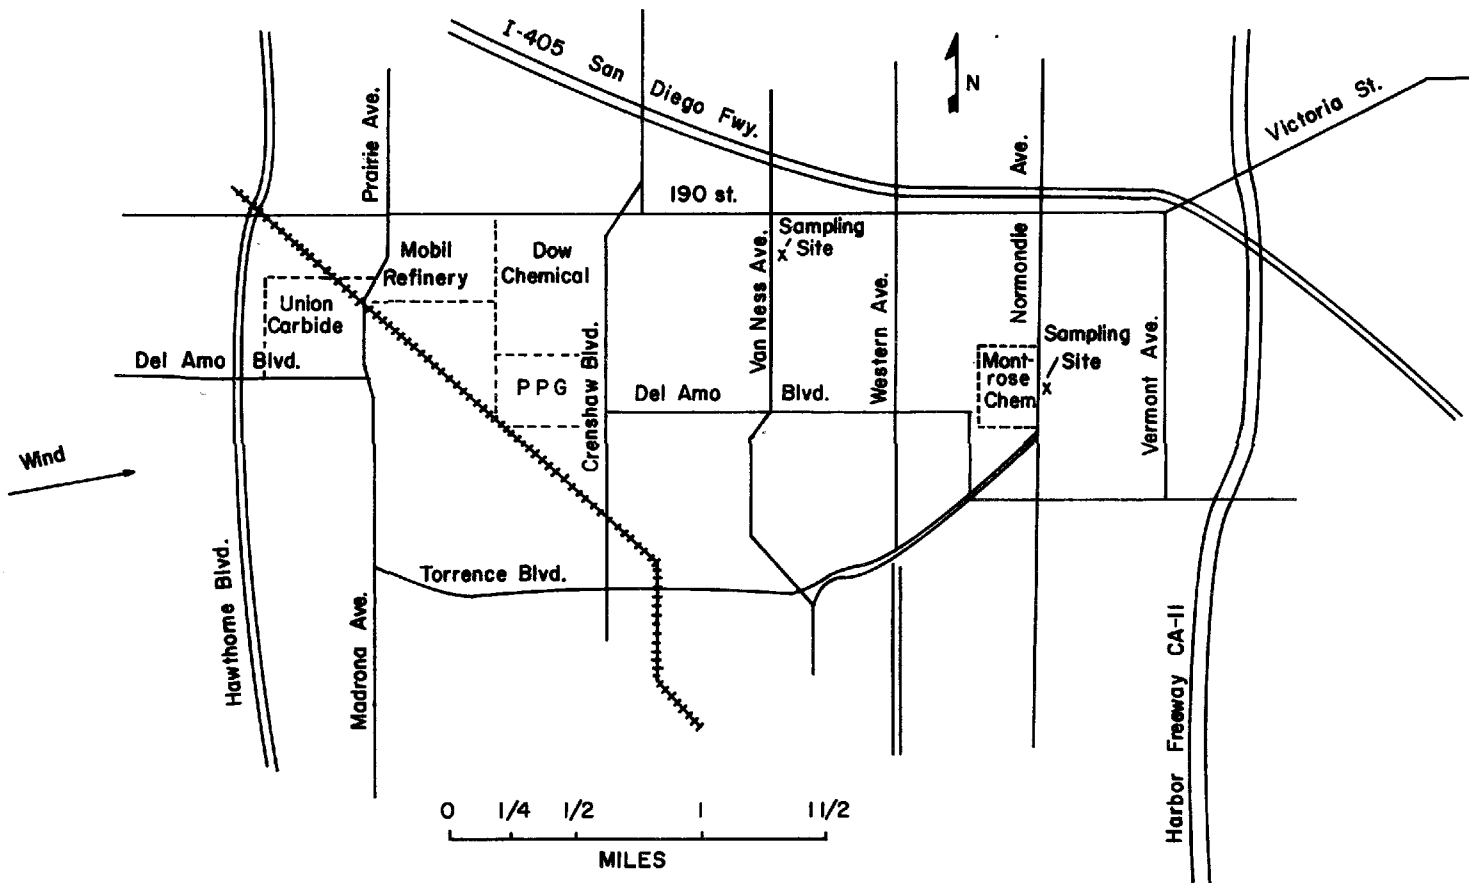 I-405 San Diego Fwy.
N
Victoria St.
Prairie Ave.
Ave.
Normondie
190 st.
Sampling
Site
x
Van Ness Ave.
Mobil
Refinery
Dow
Chemical
Union
Carbide
Western Ave.
Sampling
Site
x
Vermont Ave.
Mont-
rose
Chem.
Del Amo Blvd.
PPG
Crenshaw Blvd.
Del Amo Blvd.
Wind
Hawthorne Blvd.
Torrence Blvd.
Madrona Ave.
Harbor Freeway CA-11
0 1/4 1/2 1 1 1/2
MILES